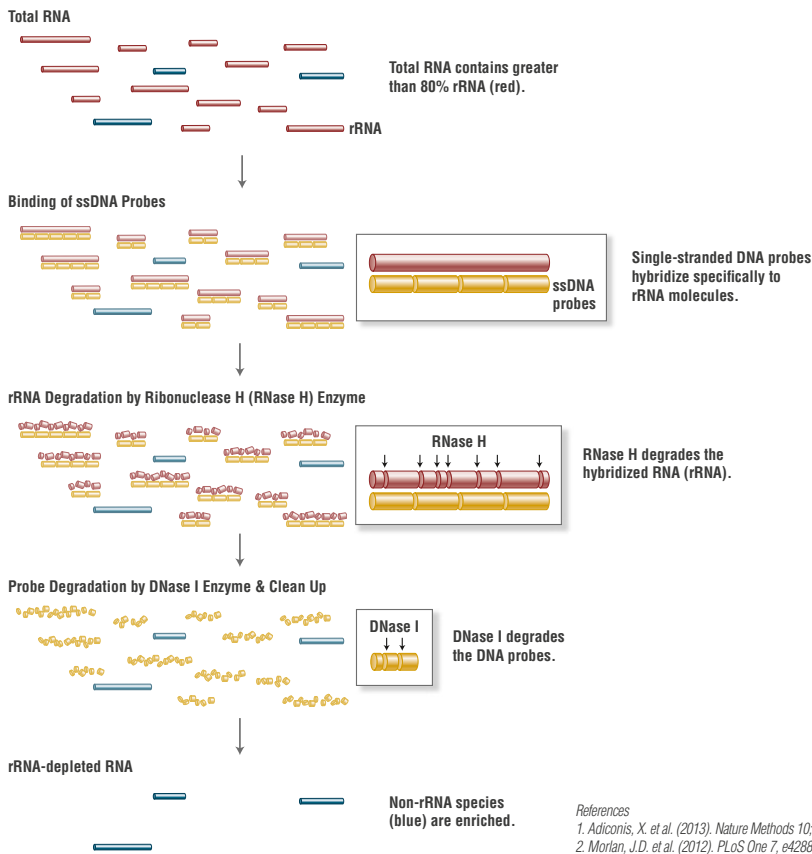 Total RNA
Total RNA contains greater
than 80% rRNA (red).
rRNA
Binding of ssDNA Probes
ssDNA
probes
Single-stranded DNA probes
hybridize specifically to
rRNA molecules.
rRNA Degradation by Ribonuclease H (RNase H) Enzyme
RNase H
RNase H degrades the
hybridized RNA (rRNA).
Probe Degradation by DNase I Enzyme & Clean Up
DNase I
DNase I degrades
the DNA probes.
rRNA-depleted RNA
Non-rRNA species
(blue) are enriched.
References
1. Adiconis, X. et al. (2013). Nature Methods 10;
2. Morlan, J.D. et al. (2012). PLoS One 7, e4286